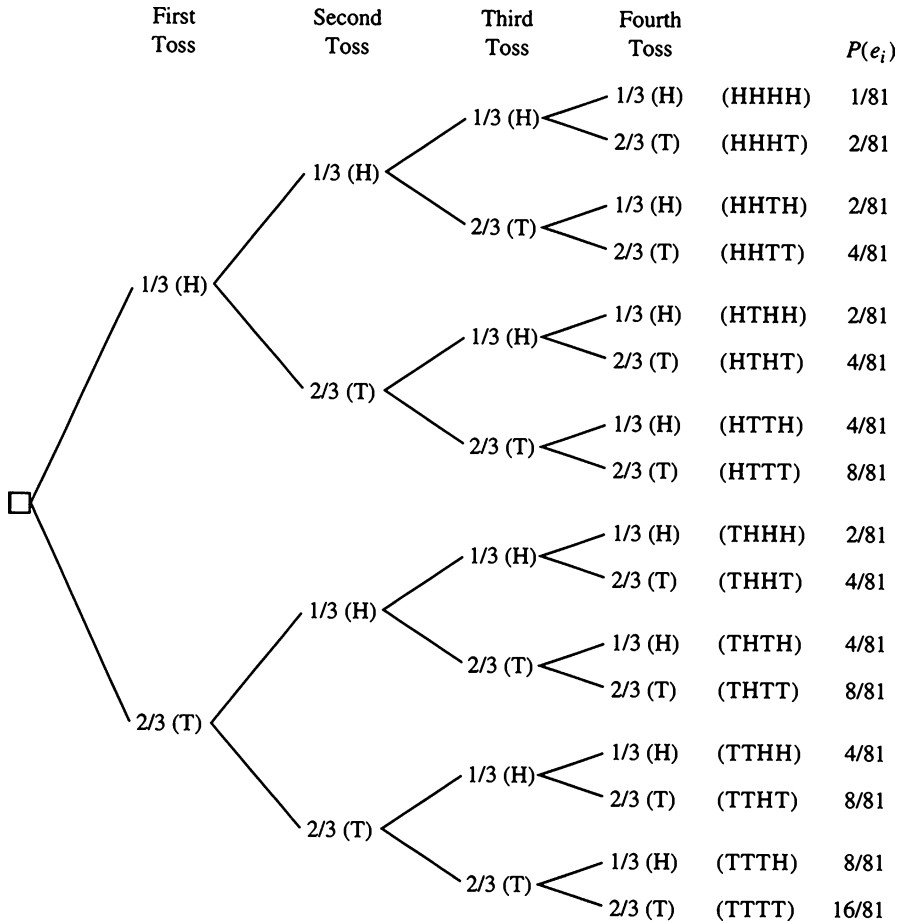 First Second Third Fourth
Toss Toss Toss Toss P(e_i)
1/3 (H) (HHHH) 1/81
1/3 (H)
2/3 (T) (HHHT) 2/81
1/3 (H)
1/3 (H) (HHTH) 2/81
2/3 (T)
2/3 (T) (HHTT) 4/81
1/3 (H)
1/3 (H) (HTHH) 2/81
1/3 (H)
2/3 (T) (HTHT) 4/81
2/3 (T)
1/3 (H) (HTTH) 4/81
2/3 (T)
2/3 (T) (HTTT) 8/81
1/3 (H) (THHH) 2/81
1/3 (H)
2/3 (T) (THHT) 4/81
1/3 (H)
1/3 (H) (THTH) 4/81
2/3 (T)
2/3 (T) (THTT) 8/81
2/3 (T)
1/3 (H) (TTHH) 4/81
1/3 (H)
2/3 (T) (TTHT) 8/81
2/3 (T)
1/3 (H) (TTTH) 8/81
2/3 (T)
2/3 (T) (TTTT) 16/81